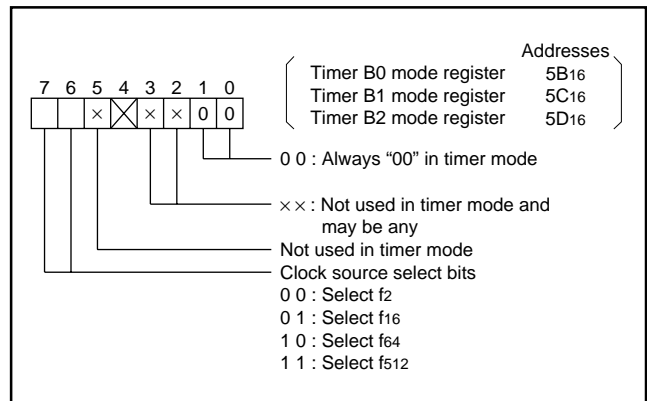 Addresses
Timer B0 mode register 5B16
Timer B1 mode register 5C16
Timer B2 mode register 5D16
7 6 5 4 3 2 1 0
× × × 0 0
0 0 : Always “00” in timer mode
×× : Not used in timer mode and
may be any
Not used in timer mode
Clock source select bits
0 0 : Select f2
0 1 : Select f16
1 0 : Select f64
1 1 : Select f512